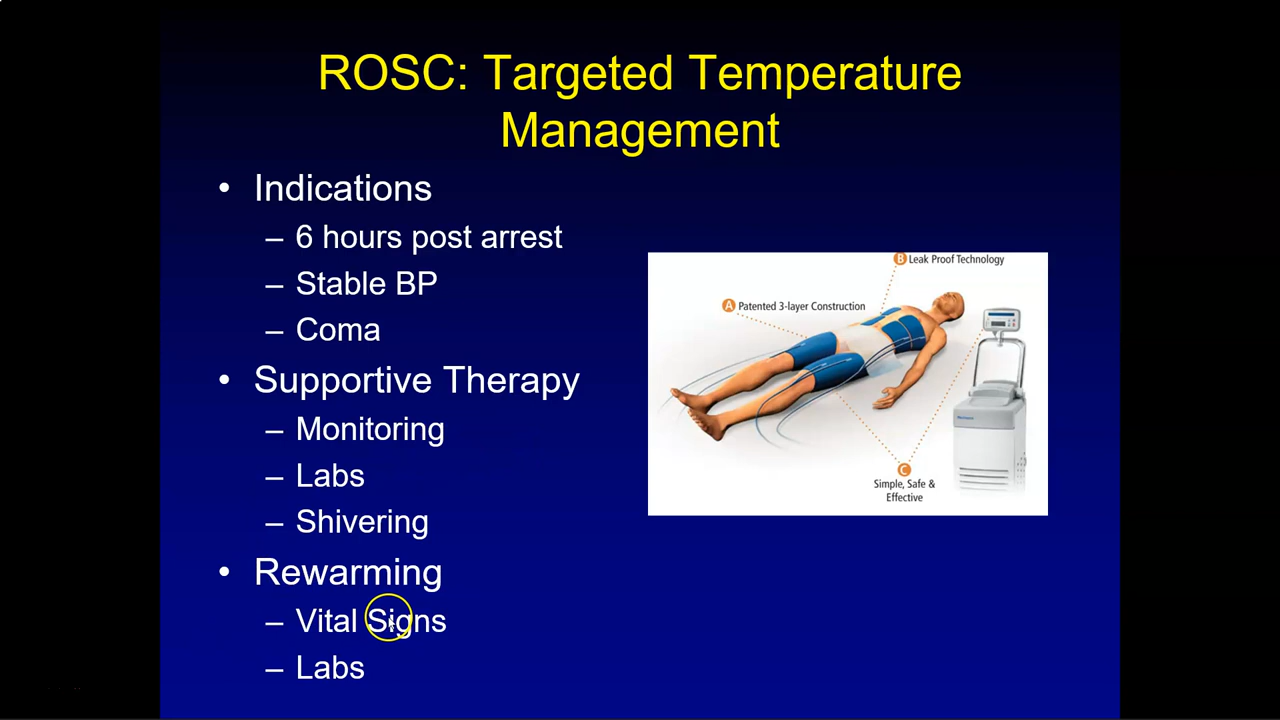 ROSC: Targeted Temperature
Management
• Indications
– 6 hours post arrest
– Stable BP
– Coma
• Supportive Therapy
– Monitoring
– Labs
– Shivering
• Rewarming
– Vital Signs
– Labs
B Leak Proof Technology
A Patented 3-layer Construction
C
Simple, Safe &
Effective